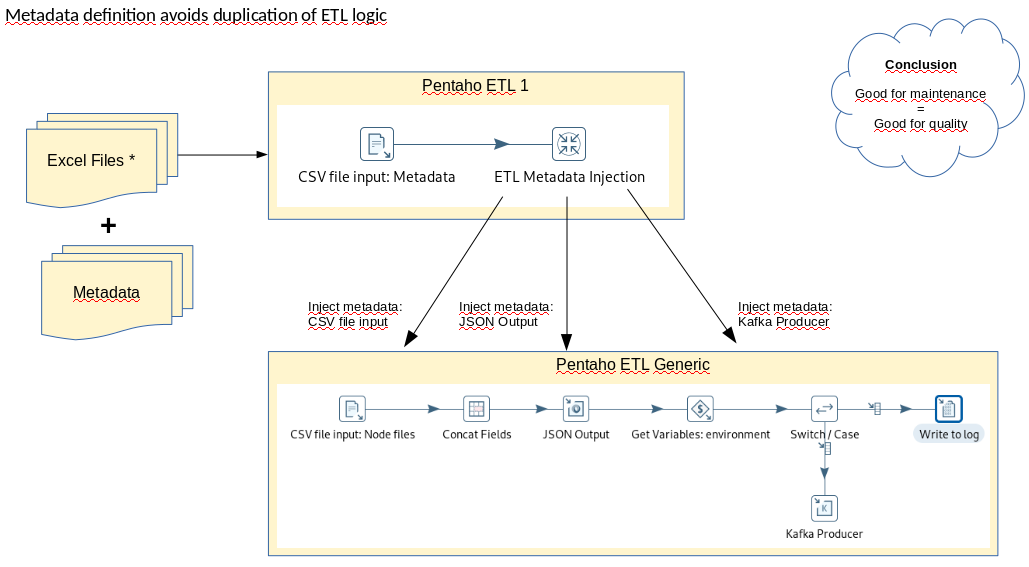 Metadata definition avoids duplication of ETL logic
Conclusion
Good for maintenance
=
Good for quality
Pentaho ETL 1
Excel Files *
CSV file input: Metadata
ETL Metadata Injection
+
Metadata
Inject metadata:
CSV file input
Inject metadata:
JSON Output
Inject metadata:
Kafka Producer
Pentaho ETL Generic
CSV file input: Node files
Concat Fields
JSON Output
Get Variables: environment
Switch / Case
Write to log
K
Kafka Producer